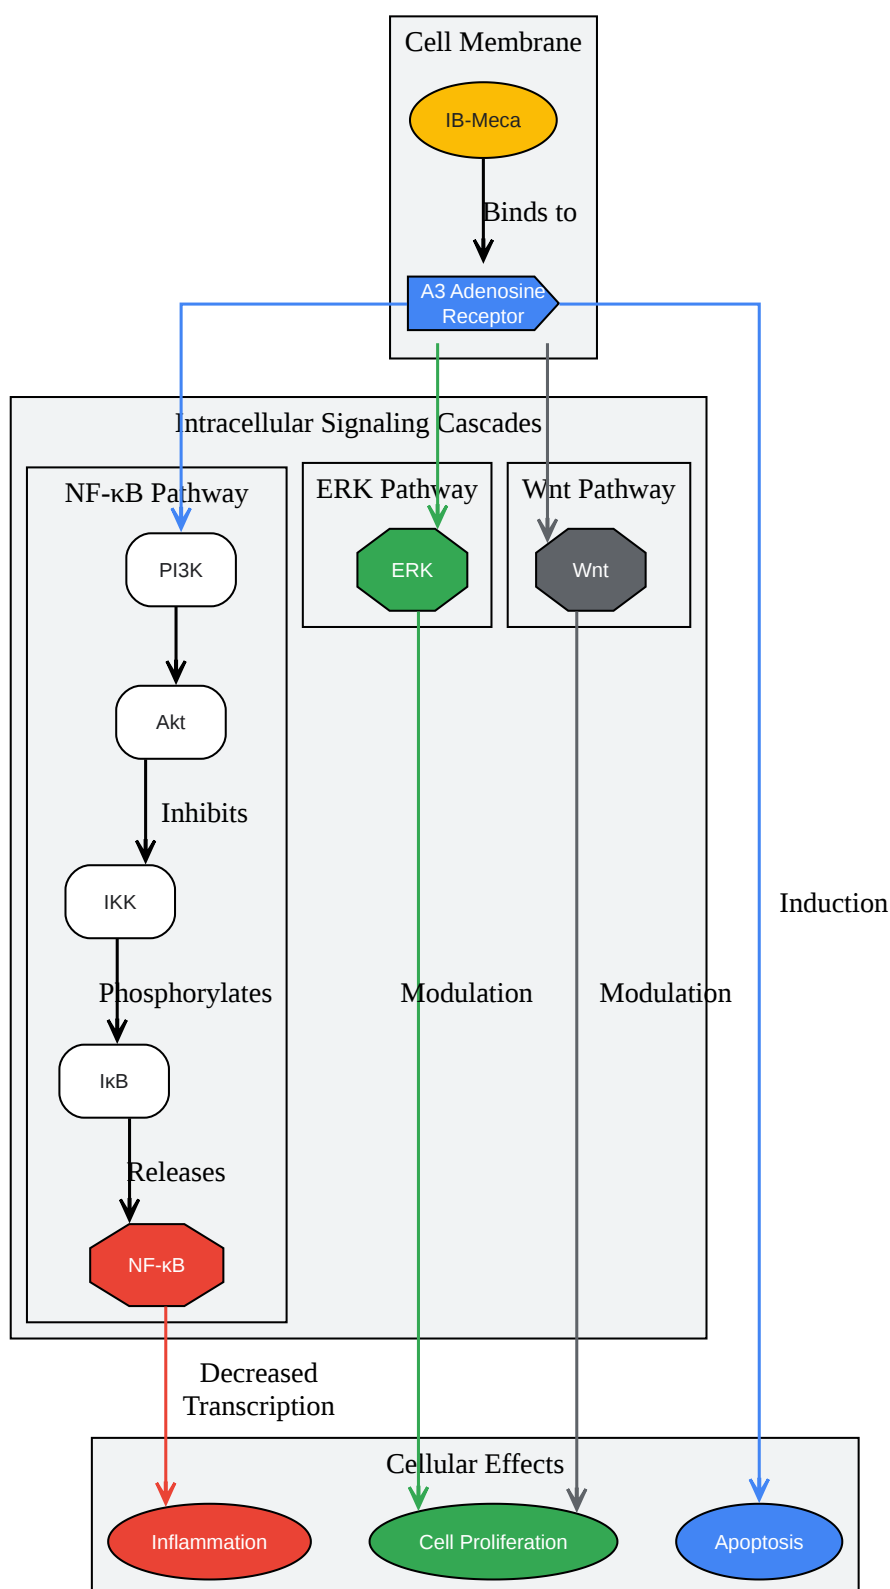 Cell Membrane
IB-Meca
Binds to
A3 Adenosine
Receptor
Intracellular Signaling Cascades
NF-κB Pathway
ERK Pathway
Wnt Pathway
PI3K
ERK
Wnt
Akt
Inhibits
IKK
Induction
Phosphorylates
Modulation
Modulation
IκB
Releases
NF-κB
Decreased
Transcription
Cellular Effects
Inflammation
Cell Proliferation
Apoptosis